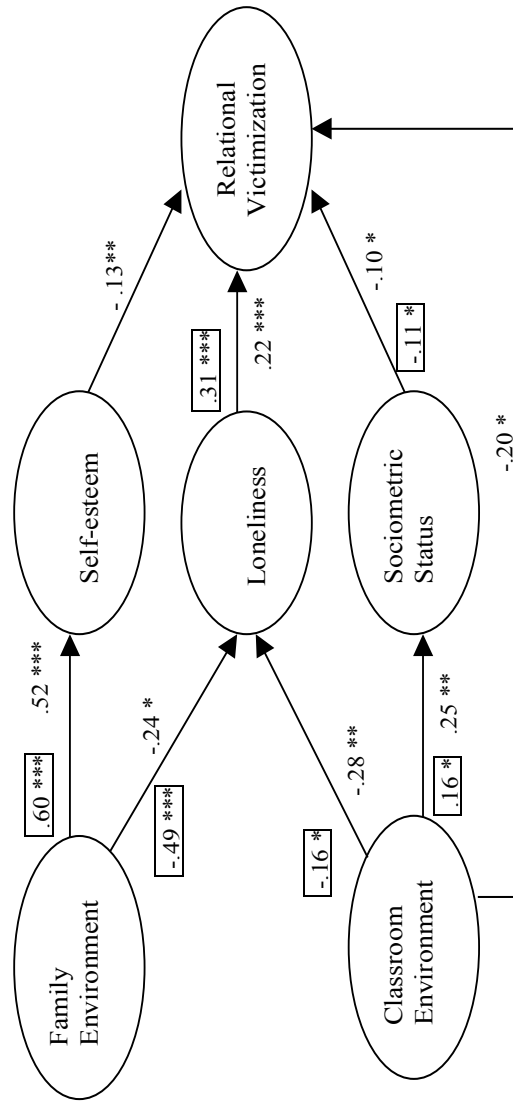 Family
Environment
.60 ***
.52 ***
Self-esteem
- .13**
-.49 ***
-.24 *
Loneliness
.31 ***
.22 ***
Relational
Victimization
-.16 *
-.28 **
Classroom
Environment
.16 *
.25 **
Sociometric
Status
-.11 *
-.10 *
-.20 *